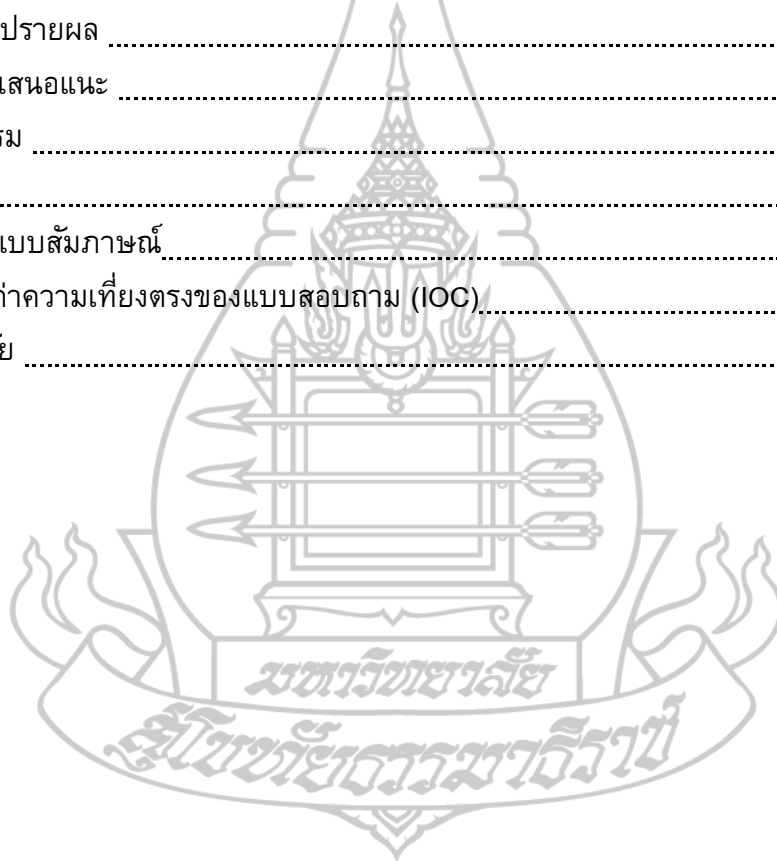 ปรายผล
เสนอแนะ
รม
แบบสัมภาษณ์
ค่าความเที่ยงตรงของแบบสอบถาม (IOC)
ัย
มหาวิทยาลัย
สุโขทัยธรรมาธิราช